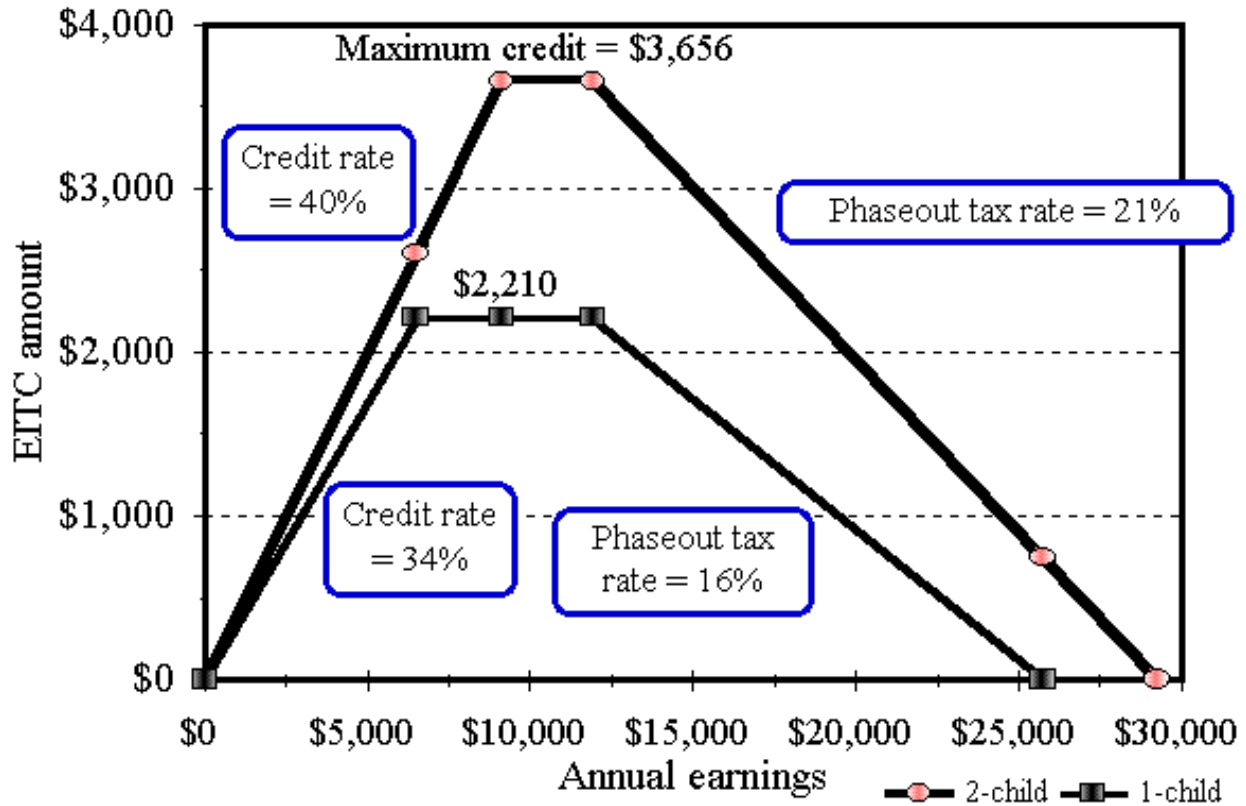 $4,000
Maximum credit = $3,656
Credit rate
= 40%
$3,000
Phaseout tax rate = 21%
$2,210
EITC amount
$2,000
Credit rate
= 34%
Phaseout tax
rate = 16%
$1,000
$0
$0 $5,000 $10,000 $15,000 $20,000 $25,000 $30,000
Annual earnings
2-child 1-child